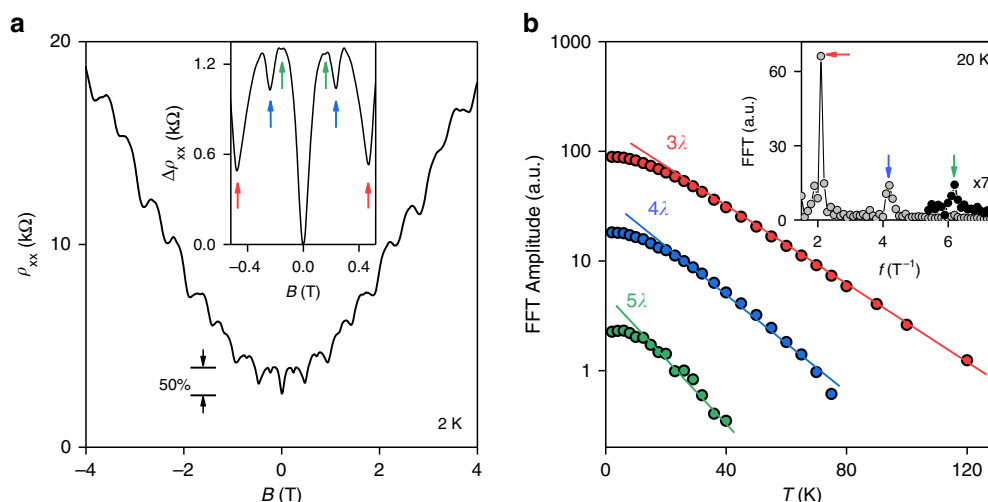 a
20
10
0
ρxx (kΩ)
−4
−2
0
2
4
B (T)
50%
2 K
1.2
0.6
0.0
Δρxx (kΩ)
−0.4
0.0
0.4
B (T)
b
1000
100
10
1
FFT Amplitude (a.u.)
0
40
80
120
T (K)
3λ
4λ
5λ
60
30
0
FFT (a.u.)
2
4
6
f (T⁻¹)
20 K
x7